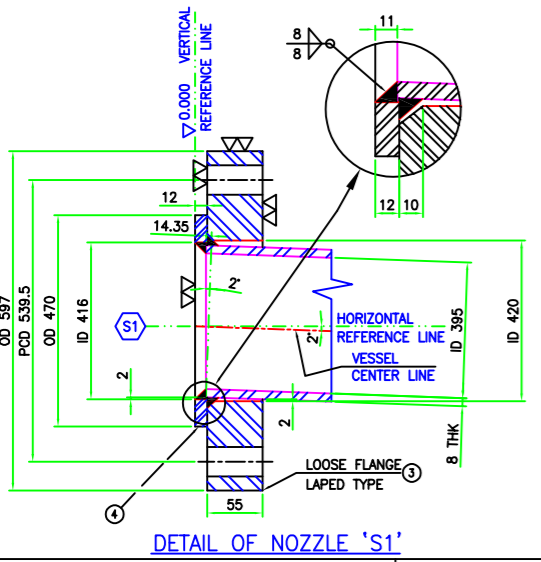 8
8
11
12
10
▽0.000 VERTICAL
REFERENCE LINE
12
14.35
2°
OD 597
PCD 539.5
OD 470
ID 416
S1
2
HORIZONTAL
REFERENCE LINE
2°
VESSEL
CENTER LINE
ID 395
ID 420
2
8 THK
LOOSE FLANGE
LAPED TYPE
3
4
55
DETAIL OF NOZZLE 'S1'